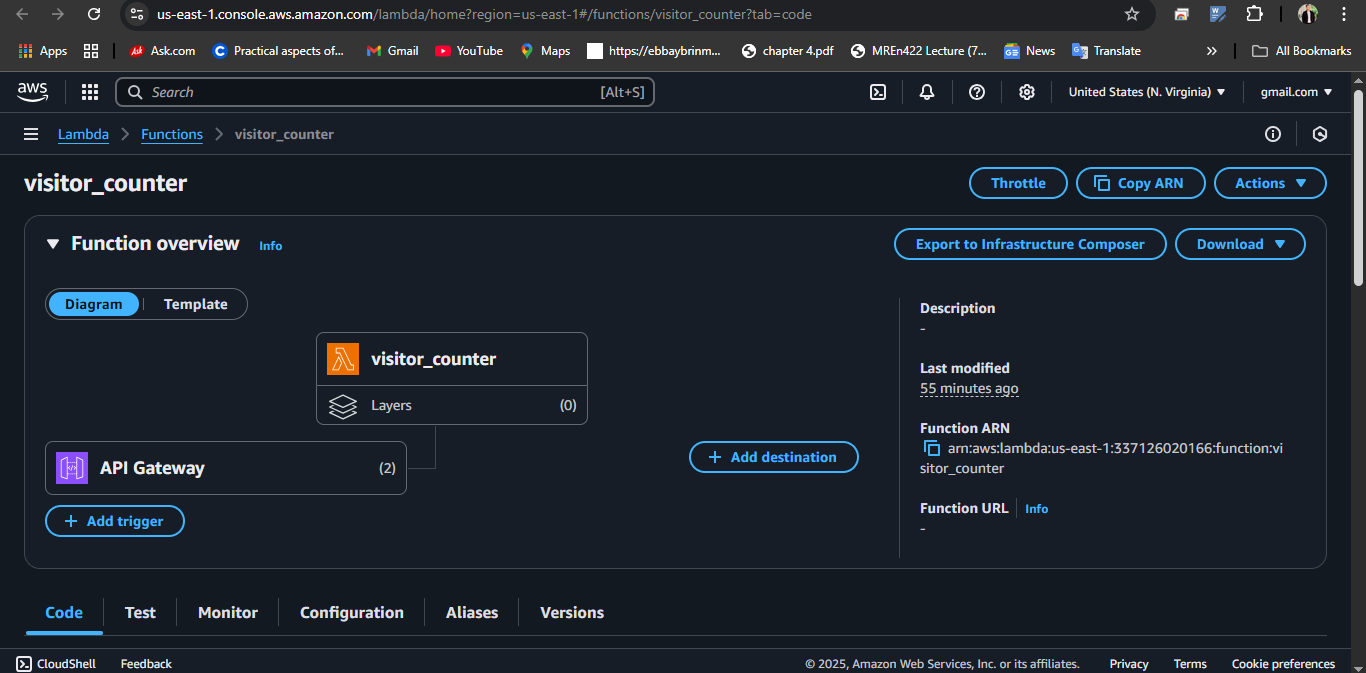 us-east-1.console.aws.amazon.com/lambda/home?region=us-east-1#/functions/visitor_counter?tab=code
Apps Ask.com Practical aspects of... Gmail YouTube Maps https://ebbaybrinm... chapter 4.pdf MREn422 Lecture (7... News Translate » All Bookmarks
aws Search [Alt+S] United States (N. Virginia) gmail.com
Lambda Functions visitor_counter
visitor_counter Throttle Copy ARN Actions
Function overview Info Export to Infrastructure Composer Download
Diagram Template
visitor_counter
Layers (0)
API Gateway (2)
+ Add trigger
+ Add destination
Description
-
Last modified
55 minutes ago
Function ARN
arn:aws:lambda:us-east-1:337126020166:function:vi
sitor_counter
Function URL Info
-
Code Test Monitor Configuration Aliases Versions
CloudShell Feedback © 2025, Amazon Web Services, Inc. or its affiliates. Privacy Terms Cookie preferences